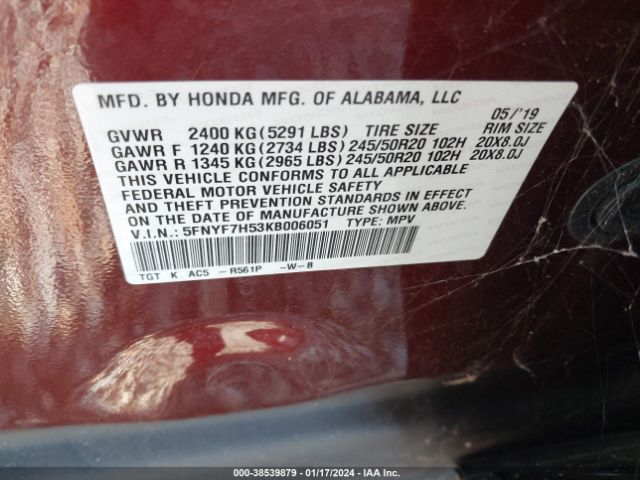 MFD. BY HONDA MFG. OF ALABAMA, LLC
05/'19
GVWR 2400 KG (5291 LBS) TIRE SIZE RIM SIZE
GAWR F 1240 KG (2734 LBS) 245/50R20 102H 20X8.0J
GAWR R 1345 KG (2965 LBS) 245/50R20 102H 20X8.0J
THIS VEHICLE CONFORMS TO ALL APPLICABLE
FEDERAL MOTOR VEHICLE SAFETY
AND THEFT PREVENTION STANDARDS IN EFFECT
ON THE DATE OF MANUFACTURE SHOWN ABOVE.
V.I.N.: 5FNYF7H53KB006051 TYPE: MPV
TGT K AC5 - R561P -W-8
000-38539879 - 01/17/2024 - IAA Inc.